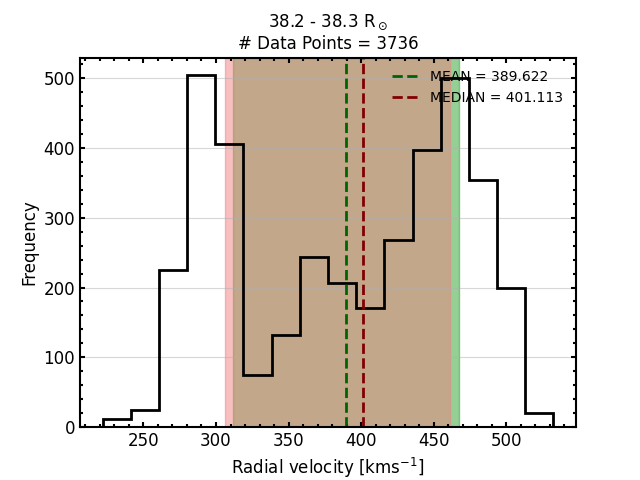 38.2 - 38.3 R⊙
# Data Points = 3736
MEAN = 389.622
MEDIAN = 401.113
Frequency
500
400
300
200
100
0
250 300 350 400 450 500
Radial velocity [kms⁻¹]